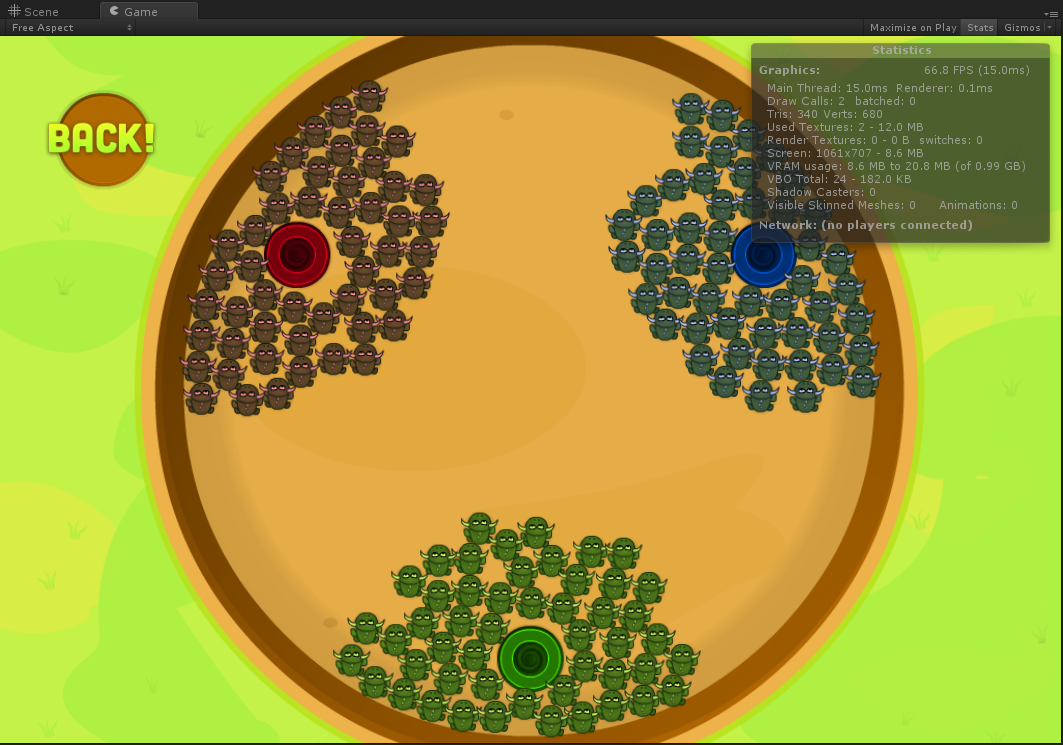 Scene
Game
Free Aspect
Maximize on Play
Stats
Gizmos
Statistics
Graphics: 66.8 FPS (15.0ms)
Main Thread: 15.0ms Renderer: 0.1ms
Draw Calls: 2 batched: 0
Tris: 340 Verts: 680
Used Textures: 2 - 12.0 MB
Render Textures: 0 - 0 B switches: 0
Screen: 1061x707 - 8.6 MB
VRAM usage: 8.6 MB to 20.8 MB (of 0.99 GB)
VBO Total: 24 - 182.0 KB
Shadow Casters: 0
Visible Skinned Meshes: 0 Animations: 0
Network: (no players connected)
BACK!